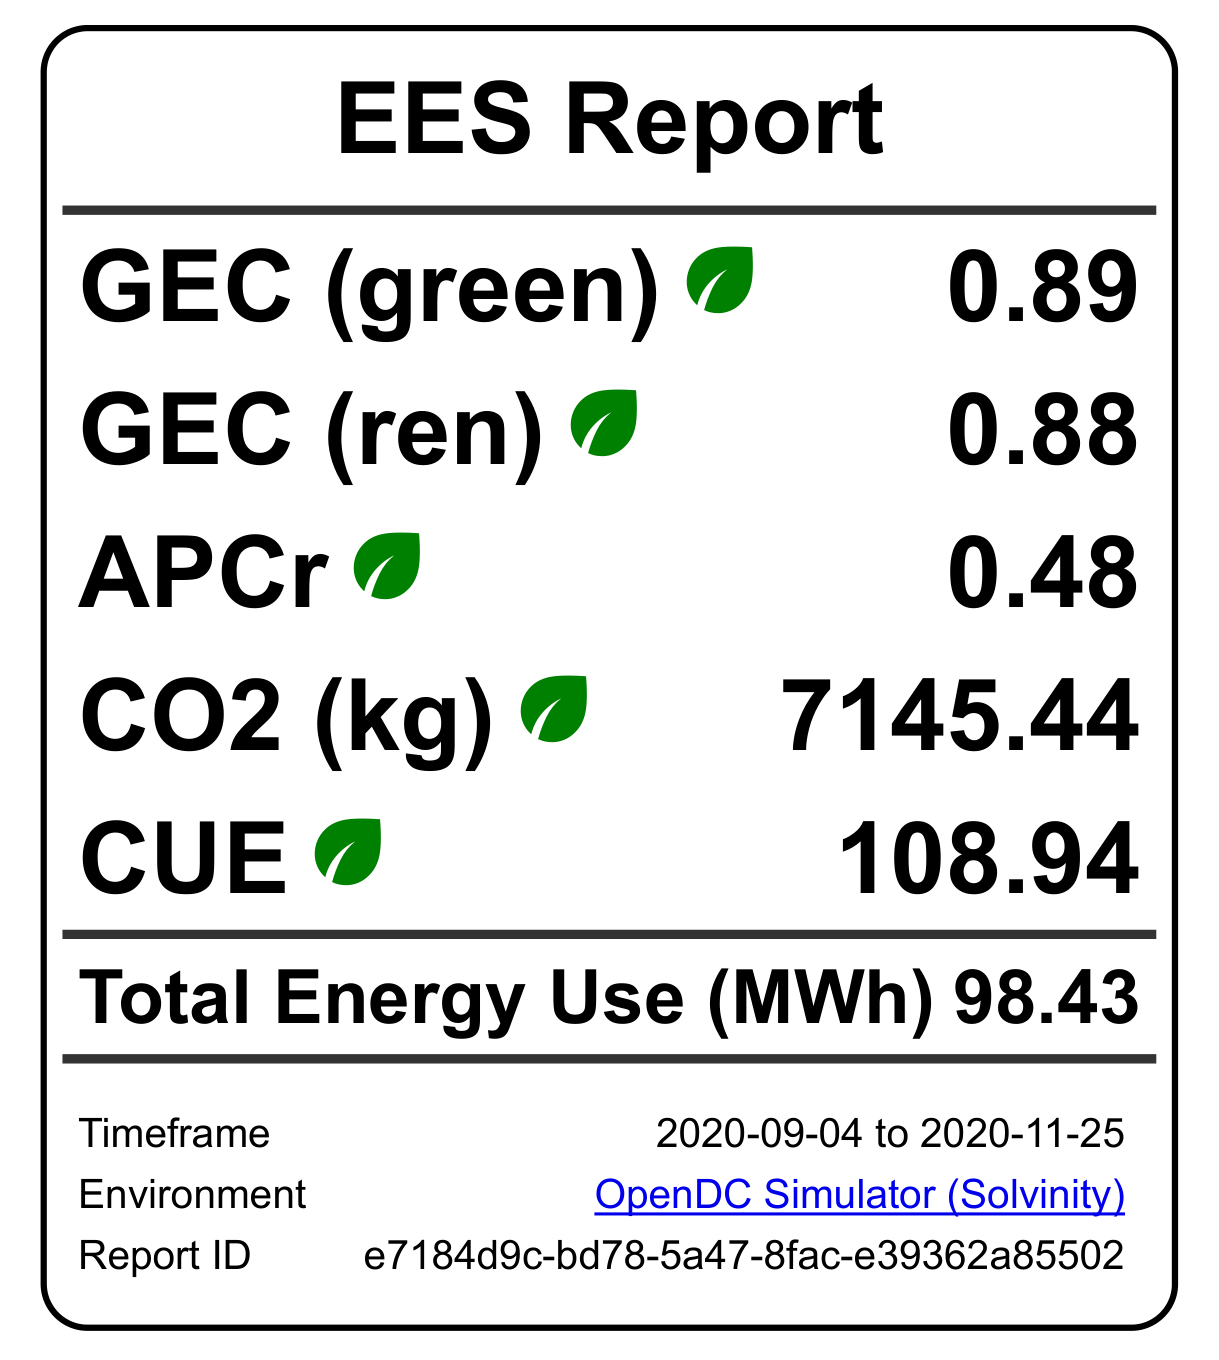 EES Report
GEC (green) 0.89
GEC (ren) 0.88
APCr 0.48
CO2 (kg) 7145.44
CUE 108.94
Total Energy Use (MWh) 98.43
Timeframe 2020-09-04 to 2020-11-25
Environment OpenDC Simulator (Solvinity)
Report ID e7184d9c-bd78-5a47-8fac-e39362a85502